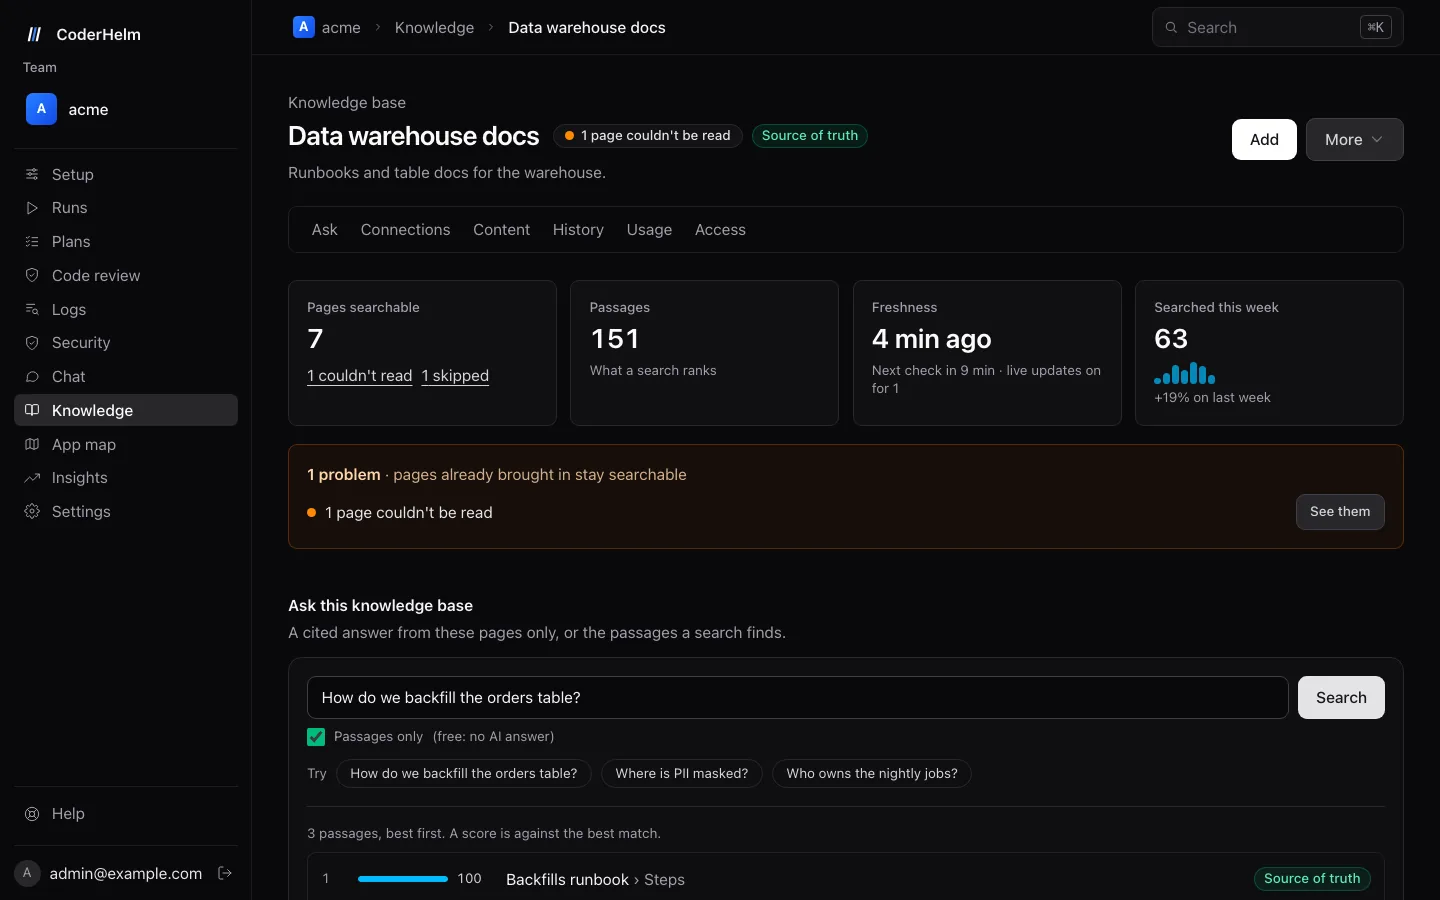 CoderHelm
Team
A acme
Setup
Runs
Plans
Code review
Logs
Security
Chat
Knowledge
App map
Insights
Settings
Help
A admin@example.com
A acme › Knowledge › Data warehouse docs
Search ⌘K
Knowledge base
Data warehouse docs 1 page couldn't be read Source of truth
Runbooks and table docs for the warehouse.
Add More
Ask Connections Content History Usage Access
Pages searchable
7
1 couldn't read 1 skipped
Passages
151
What a search ranks
Freshness
4 min ago
Next check in 9 min · live updates on
for 1
Searched this week
63
+19% on last week
1 problem · pages already brought in stay searchable
1 page couldn't be read
See them
Ask this knowledge base
A cited answer from these pages only, or the passages a search finds.
How do we backfill the orders table?
Search
Passages only (free: no AI answer)
Try How do we backfill the orders table? Where is PII masked? Who owns the nightly jobs?
3 passages, best first. A score is against the best match.
1 100 Backfills runbook › Steps Source of truth